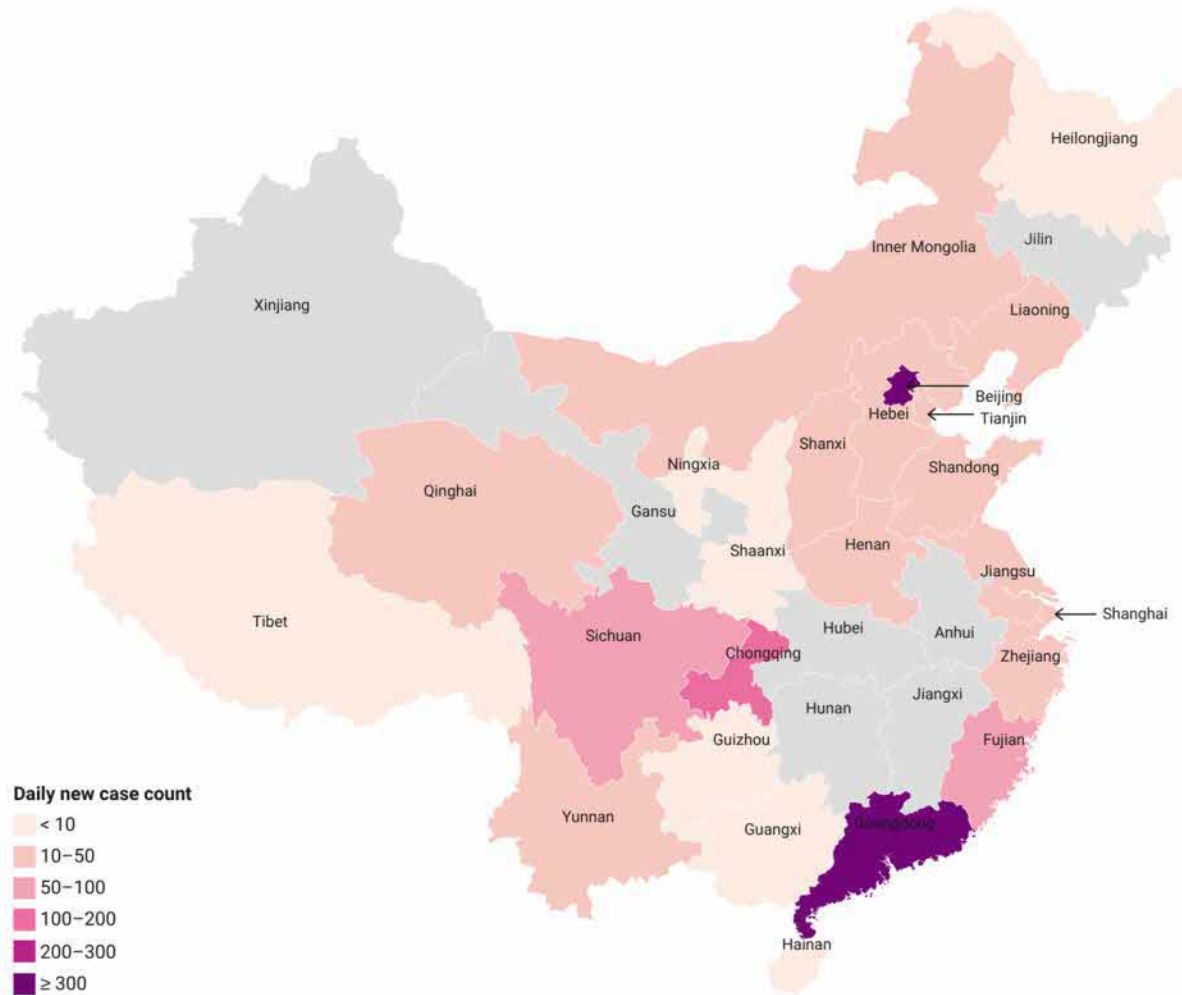 Heilongjiang
Jilin
Inner Mongolia
Xinjiang
Liaoning
Beijing
Hebei
Tianjin
Shanxi
Ningxia
Shandong
Qinghai
Gansu
Henan
Shaanxi
Jiangsu
Shanghai
Tibet
Sichuan
Hubei
Anhui
Chongqing
Zhejiang
Jiangxi
Hunan
Guizhou
Fujian
Daily new case count
< 10
10–50
50–100
100–200
200–300
≥ 300
Yunnan
Guangxi
Guangdong
Hainan